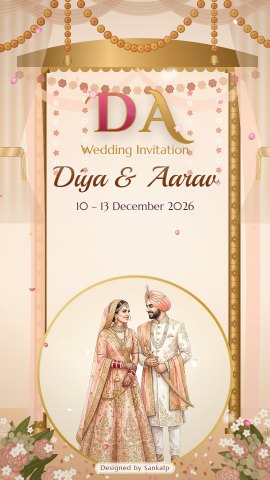 DA
Wedding Invitation
Diya & Aarav
10 – 13 December 2026
Designed by Sankalp